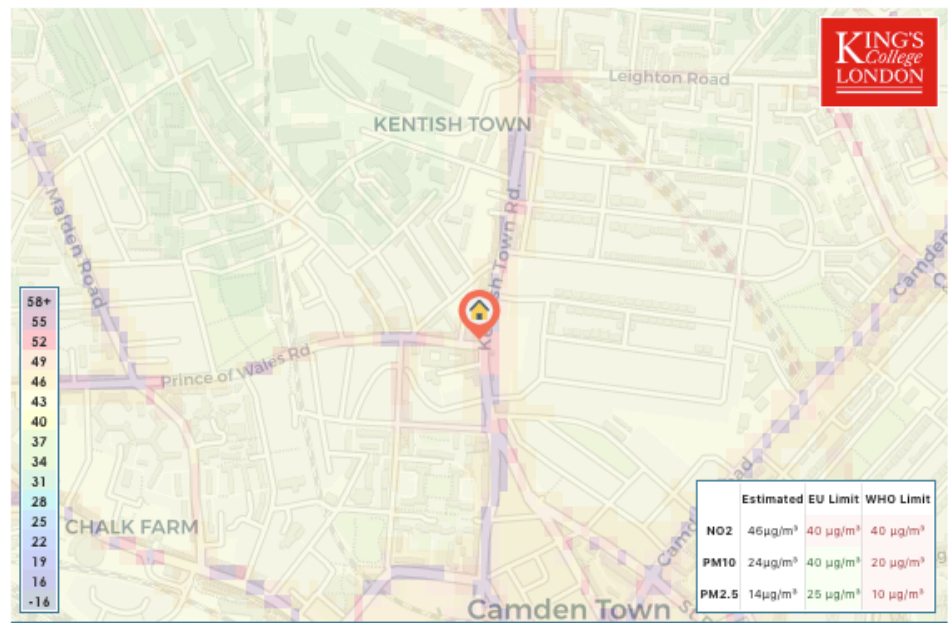 KING'S
College
LONDON
Leighton Road
KENTISH TOWN
Malden Road
Town Rd.
Camden
Prince of Wales Rd.
58+
55
52
49
46
43
40
37
34
31
28
25
22
19
16
-16
CHALK FARM
Camden Town
Estimated EU Limit WHO Limit
NO2 46µg/m³ 40 µg/m³ 40 µg/m³
PM10 24µg/m³ 40 µg/m³ 20 µg/m³
PM2.5 14µg/m³ 25 µg/m³ 10 µg/m³